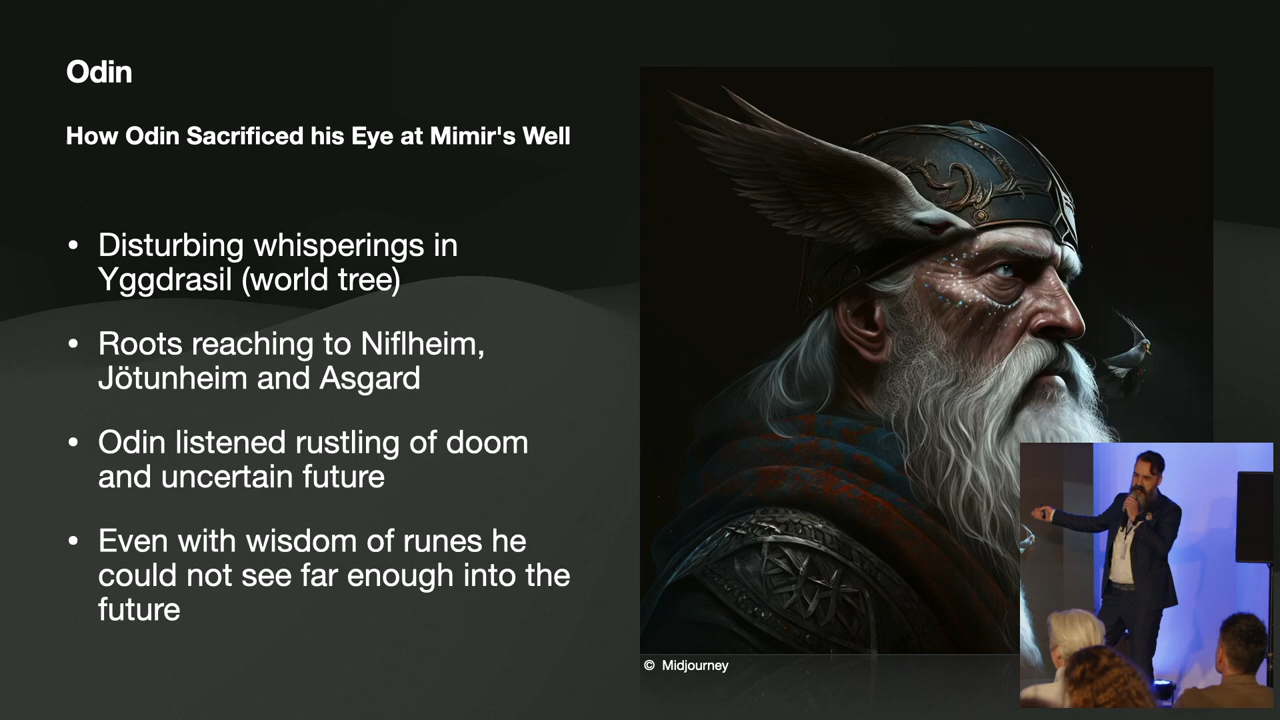 Odin
How Odin Sacrificed his Eye at Mimir's Well
• Disturbing whisperings in
Yggdrasil (world tree)
• Roots reaching to Niflheim,
Jötunheim and Asgard
• Odin listened rustling of doom
and uncertain future
• Even with wisdom of runes he
could not see far enough into the
future
© Midjourney